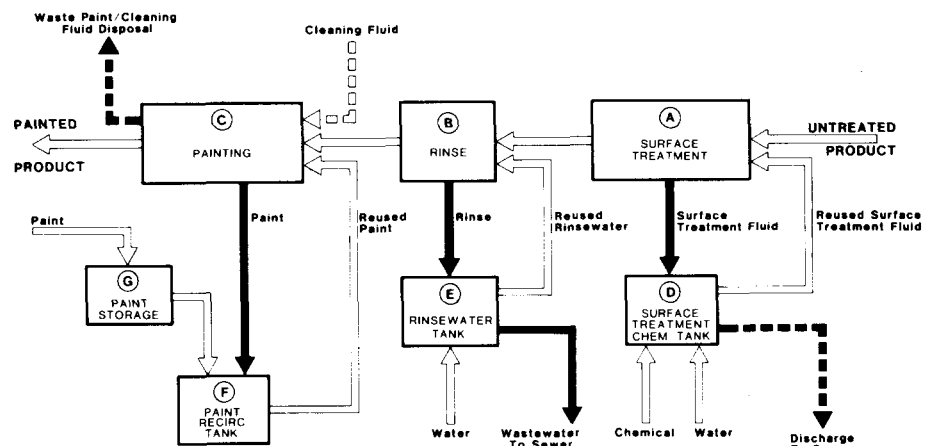 Waste Paint/Cleaning
Fluid Disposal
Cleaning Fluid
C
PAINTING
B
RINSE
A
SURFACE
TREATMENT
PAINTED
PRODUCT
UNTREATED
PRODUCT
Paint
Paint
Reused
Paint
Rinse
Reused
Rinsewater
Surface
Treatment Fluid
Reused Surface
Treatment Fluid
G
PAINT
STORAGE
E
RINSEWATER
TANK
D
SURFACE
TREATMENT
CHEM TANK
F
PAINT
RECIRC
TANK
Water
Wastewater
To Sewer
Chemical
Water
Discharge